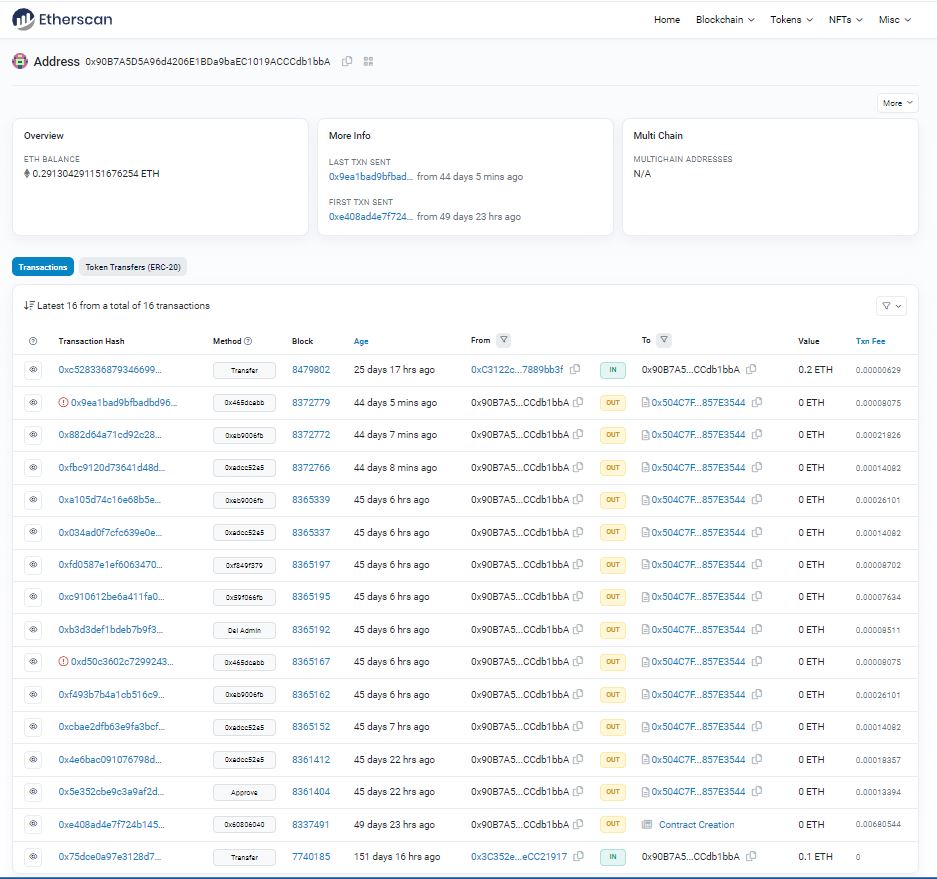 Etherscan
Home Blockchain Tokens NFTs Misc
Address 0x90B7A5D5A96d4206E1BDa9baEC1019ACCCdb1bbA
More
Overview
ETH BALANCE
0.291304291151676254 ETH
More Info
LAST TXN SENT
0x9ea1bad9bfbad... from 44 days 5 mins ago
FIRST TXN SENT
0xe408ad4e7f724... from 49 days 23 hrs ago
Multi Chain
MULTICHAIN ADDRESSES
N/A
Transactions Token Transfers (ERC-20)
Latest 16 from a total of 16 transactions
Transaction Hash Method Block Age From To Value Txn Fee
0xc528336879346699... Transfer 8479802 25 days 17 hrs ago 0xC3122c...7889bb3f IN 0x90B7A5...CCdb1bbA 0.2 ETH 0.00000629
0x9ea1bad9bfbadbd96... 0x465dcabb 8372779 44 days 5 mins ago 0x90B7A5...CCdb1bbA OUT 0x504C7F...857E3544 0 ETH 0.00008075
0x882d64a71cd92c28... 0xeb9006fb 8372772 44 days 7 mins ago 0x90B7A5...CCdb1bbA OUT 0x504C7F...857E3544 0 ETH 0.00021826
0xfbc9120d73641d48d... 0xadcc52e5 8372766 44 days 8 mins ago 0x90B7A5...CCdb1bbA OUT 0x504C7F...857E3544 0 ETH 0.00014082
0xa105d74c16e68b5e... 0xeb9006fb 8365339 45 days 6 hrs ago 0x90B7A5...CCdb1bbA OUT 0x504C7F...857E3544 0 ETH 0.00026101
0x034ad0f7cfc639e0e... 0xadcc52e5 8365337 45 days 6 hrs ago 0x90B7A5...CCdb1bbA OUT 0x504C7F...857E3544 0 ETH 0.00014082
0xfd0587e1ef6063470... 0xf849f379 8365197 45 days 6 hrs ago 0x90B7A5...CCdb1bbA OUT 0x504C7F...857E3544 0 ETH 0.00008702
0xc910612be6a411fa0... 0x59f066fb 8365195 45 days 6 hrs ago 0x90B7A5...CCdb1bbA OUT 0x504C7F...857E3544 0 ETH 0.00007634
0xb3d3def1bdeb7b9f3... Del Admin 8365192 45 days 6 hrs ago 0x90B7A5...CCdb1bbA OUT 0x504C7F...857E3544 0 ETH 0.00008511
0xd50c3602c7299243... 0x465dcabb 8365167 45 days 6 hrs ago 0x90B7A5...CCdb1bbA OUT 0x504C7F...857E3544 0 ETH 0.00008075
0xf493b7b4a1cb516c9... 0xeb9006fb 8365162 45 days 6 hrs ago 0x90B7A5...CCdb1bbA OUT 0x504C7F...857E3544 0 ETH 0.00026101
0xcbae2dfb63e9fa3bcf... 0xadcc52e5 8365152 45 days 7 hrs ago 0x90B7A5...CCdb1bbA OUT 0x504C7F...857E3544 0 ETH 0.00014082
0x4e6bac091076798d... 0xadcc52e5 8361412 45 days 22 hrs ago 0x90B7A5...CCdb1bbA OUT 0x504C7F...857E3544 0 ETH 0.00018357
0x5e352cbe9c3a9af2d... Approve 8361404 45 days 22 hrs ago 0x90B7A5...CCdb1bbA OUT 0x504C7F...857E3544 0 ETH 0.00013394
0xe408ad4e7f724b145... 0x60806040 8337491 49 days 23 hrs ago 0x90B7A5...CCdb1bbA OUT Contract Creation 0 ETH 0.00680544
0x75dce0a97e3128d7... Transfer 7740185 151 days 16 hrs ago 0x3C352e...eCC21917 IN 0x90B7A5...CCdb1bbA 0.1 ETH 0